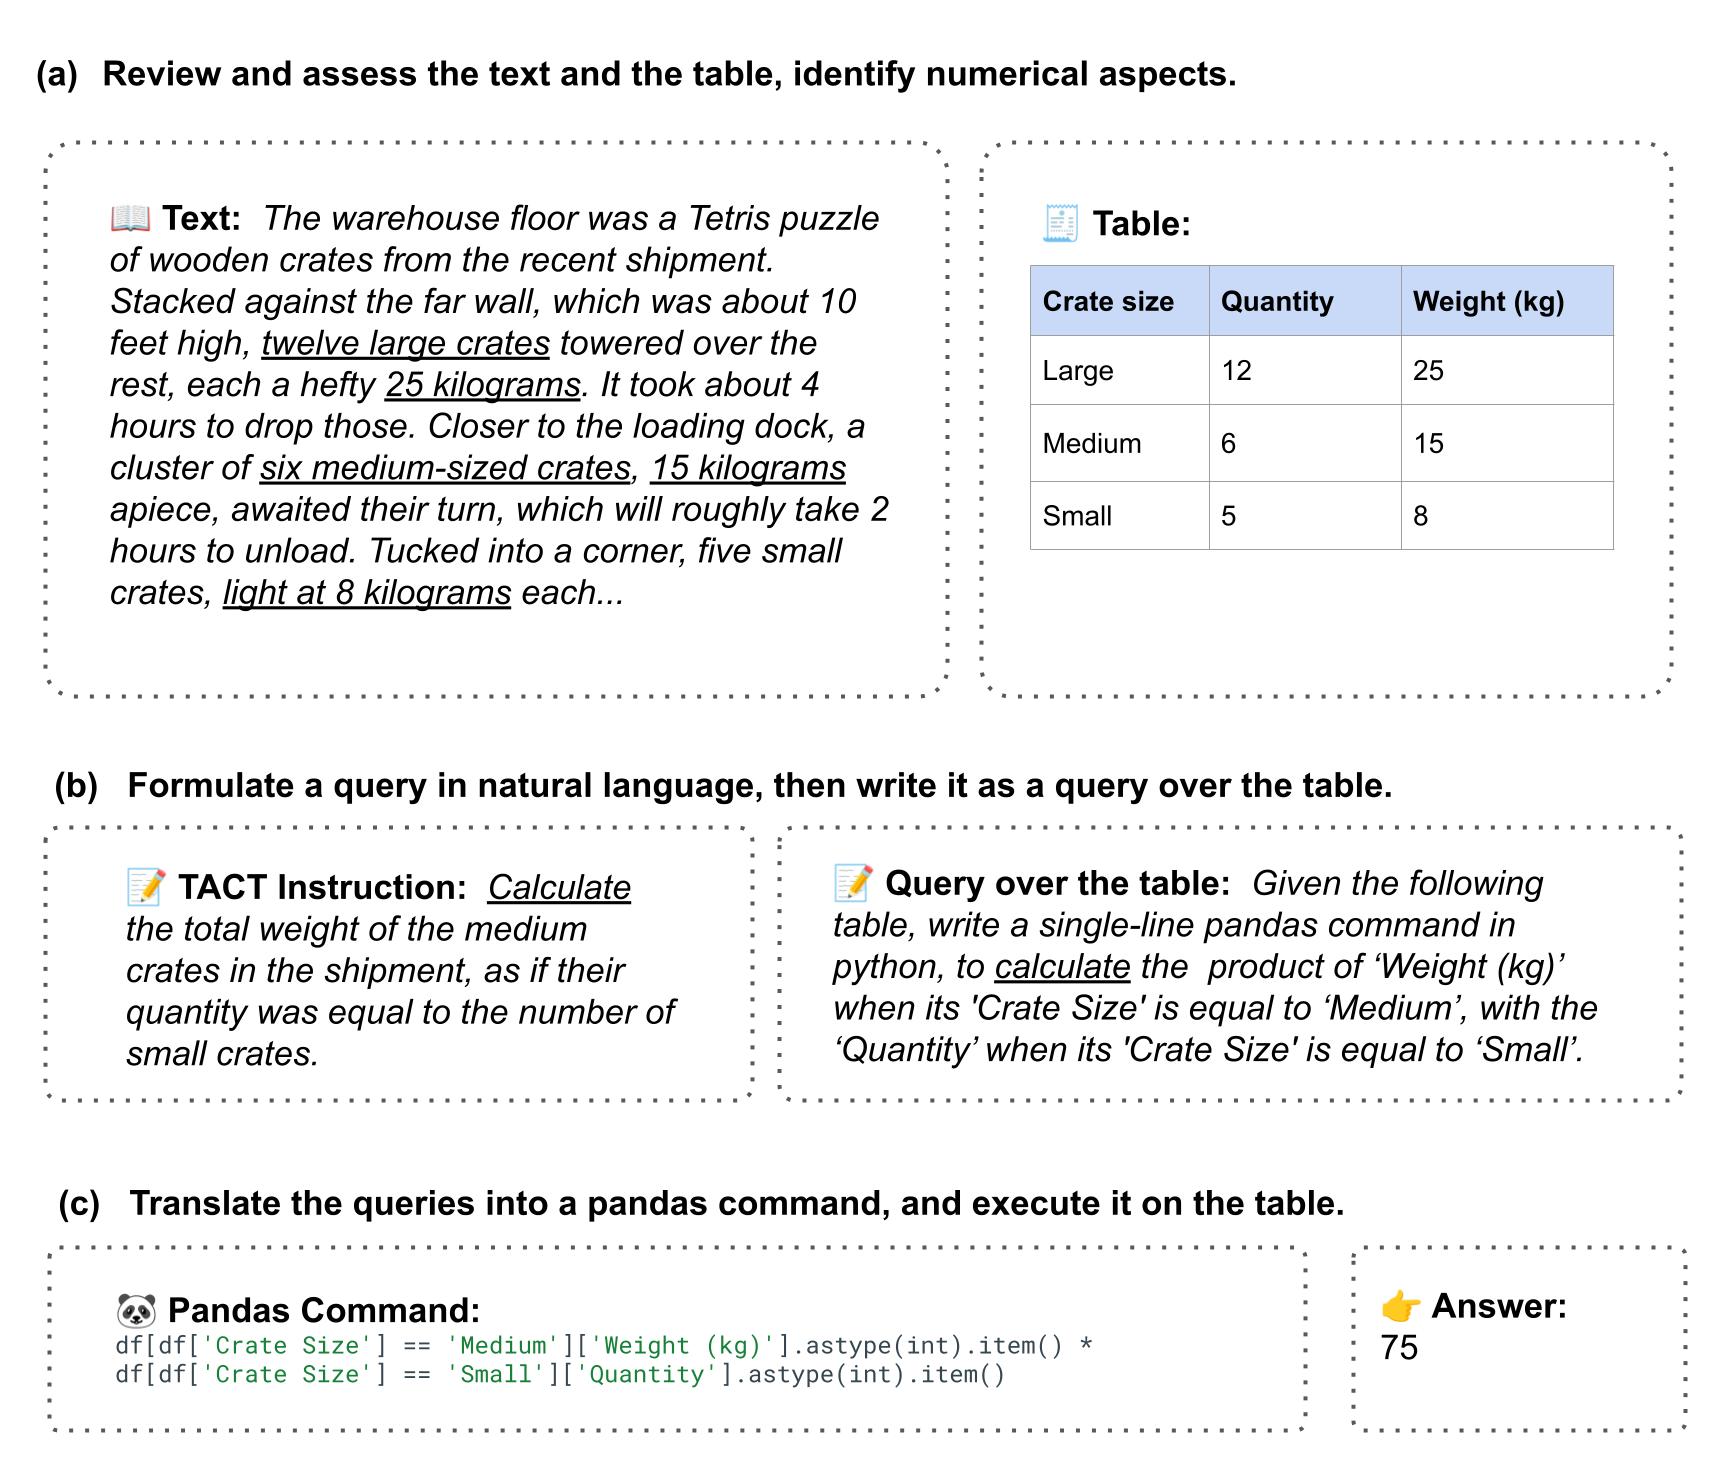 (a) Review and assess the text and the table, identify numerical aspects.
Text: The warehouse floor was a Tetris puzzle
of wooden crates from the recent shipment.
Stacked against the far wall, which was about 10
feet high, twelve large crates towered over the
rest, each a hefty 25 kilograms. It took about 4
hours to drop those. Closer to the loading dock, a
cluster of six medium-sized crates, 15 kilograms
apiece, awaited their turn, which will roughly take 2
hours to unload. Tucked into a corner, five small
crates, light at 8 kilograms each...
Table:
Crate size Quantity Weight (kg)
Large 12 25
Medium 6 15
Small 5 8
(b) Formulate a query in natural language, then write it as a query over the table.
TACT Instruction: Calculate
the total weight of the medium
crates in the shipment, as if their
quantity was equal to the number of
small crates.
Query over the table: Given the following
table, write a single-line pandas command in
python, to calculate the product of ‘Weight (kg)’
when its 'Crate Size' is equal to ‘Medium’, with the
‘Quantity’ when its 'Crate Size' is equal to ‘Small’.
(c) Translate the queries into a pandas command, and execute it on the table.
Pandas Command:
df[df['Crate Size'] == 'Medium']['Weight (kg)'].astype(int).item() *
df[df['Crate Size'] == 'Small']['Quantity'].astype(int).item()
Answer:
75